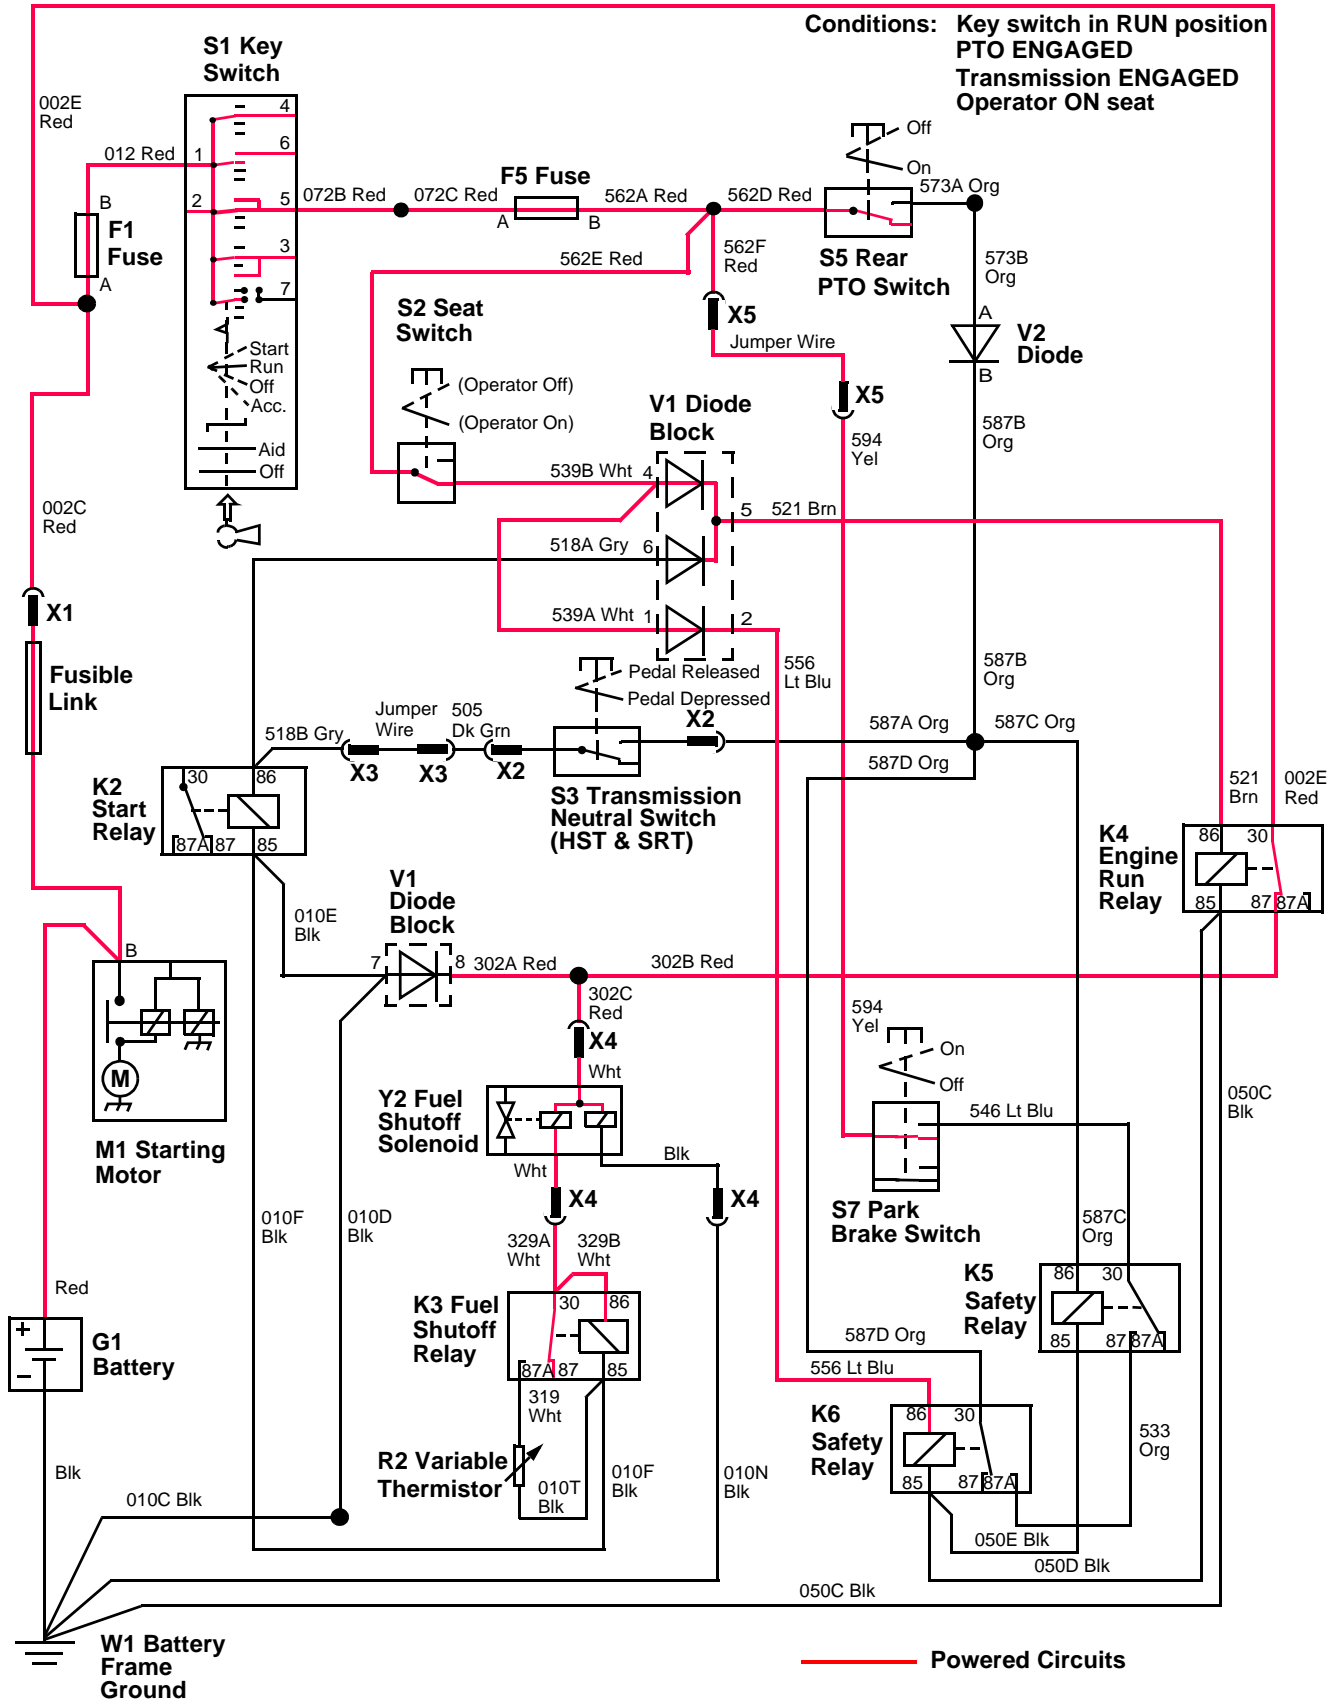 Conditions: Key switch in RUN position
PTO ENGAGED
Transmission ENGAGED
Operator ON seat
S1 Key
Switch
002E
Red
012 Red
1
2
4
6
5
3
7
B
F1
Fuse
A
Start
Run
Off
Acc.
Aid
Off
072B Red
072C Red
F5 Fuse
A
B
562A Red
562D Red
562E Red
562F
Red
Off
On
573A Org
S5 Rear
PTO Switch
573B
Org
A
V2
Diode
B
587B
Org
X5
Jumper Wire
X5
594
Yel
S2 Seat
Switch
(Operator Off)
(Operator On)
V1 Diode
Block
539B Wht
4
5
521 Brn
518A Gry
6
539A Wht
1
2
002C
Red
X1
Fusible
Link
556
Lt Blu
587B
Org
Pedal Released
Pedal Depressed
X2
518B Gry
Jumper
Wire
505
Dk Grn
X3
X3
X2
S3 Transmission
Neutral Switch
(HST & SRT)
587A Org
587C Org
587D Org
K2
Start
Relay
30
86
87A
87
85
521
Brn
002E
Red
K4
Engine
Run
Relay
86
30
85
87
87A
010E
Blk
V1
Diode
Block
7
8
302A Red
302B Red
302C
Red
X4
Wht
B
M
M1 Starting
Motor
Y2 Fuel
Shutoff
Solenoid
Wht
Blk
X4
X4
594
Yel
On
Off
546 Lt Blu
050C
Blk
S7 Park
Brake Switch
587C
Org
010F
Blk
010D
Blk
329A
Wht
329B
Wht
K3 Fuel
Shutoff
Relay
30
86
87A
87
85
319
Wht
K5
Safety
Relay
86
30
85
87
87A
587D Org
556 Lt Blu
K6
Safety
Relay
86
30
85
87
87A
533
Org
Red
G1
Battery
+
–
Blk
R2 Variable
Thermistor
010T
Blk
010F
Blk
010N
Blk
010C Blk
050E Blk
050D Blk
050C Blk
W1 Battery
Frame
Ground
Powered Circuits